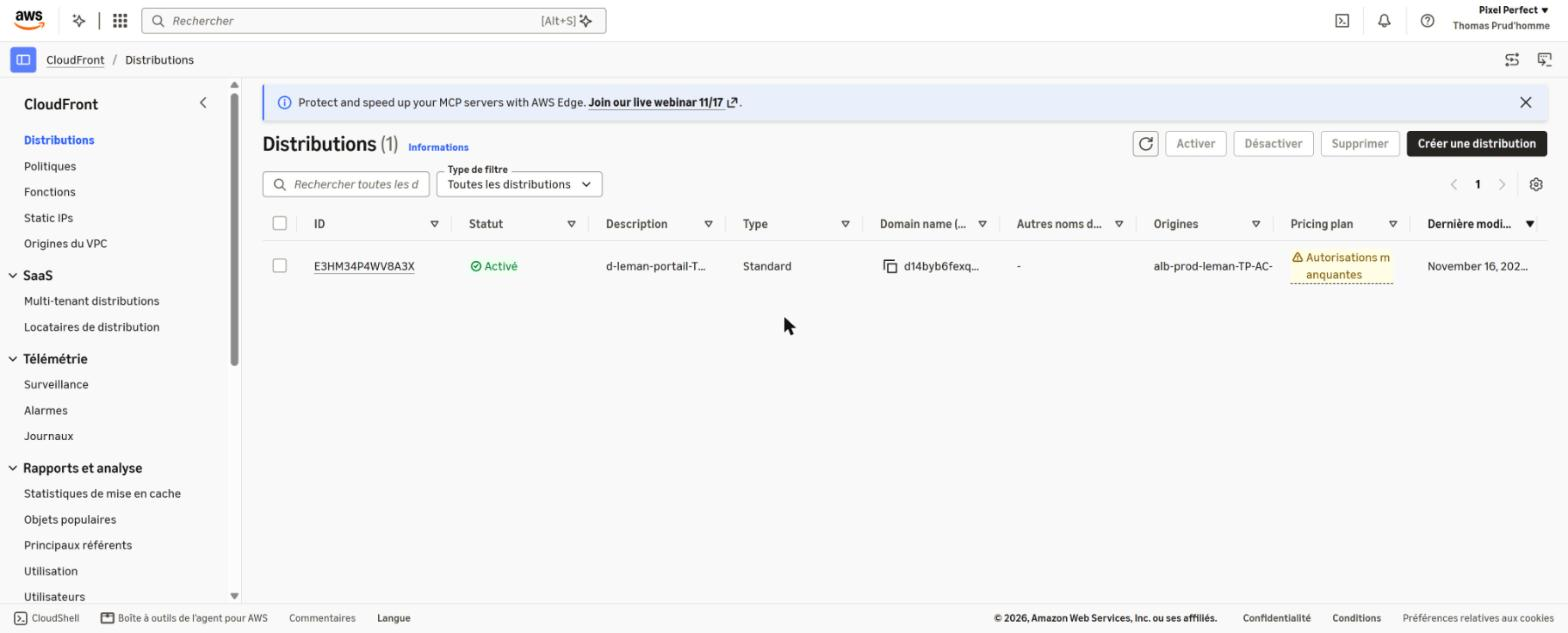 aws
Rechercher [Alt+S]
Pixel Perfect ▼
Thomas Prud'homme
CloudFront / Distributions
CloudFront
Distributions
Politiques
Fonctions
Static IPs
Origines du VPC
SaaS
Multi-tenant distributions
Locataires de distribution
Télémétrie
Surveillance
Alarmes
Journaux
Rapports et analyse
Statistiques de mise en cache
Objets populaires
Principaux référents
Utilisation
Utilisateurs
Protect and speed up your MCP servers with AWS Edge. Join our live webinar 11/17.
Distributions (1) Informations
Activer Désactiver Supprimer Créer une distribution
Rechercher toutes les d
Type de filtre
Toutes les distributions
1
ID Statut Description Type Domain name (... Autres noms d... Origines Pricing plan Dernière modi...
E3HM34P4WV8A3X Activé d-leman-portail-T... Standard d14byb6fexq... - alb-prod-leman-TP-AC- Autorisations m
anquantes
November 16, 202...
CloudShell Boîte à outils de l'agent pour AWS Commentaires Langue © 2026, Amazon Web Services, Inc. ou ses affiliés. Confidentialité Conditions Préférences relatives aux cookies